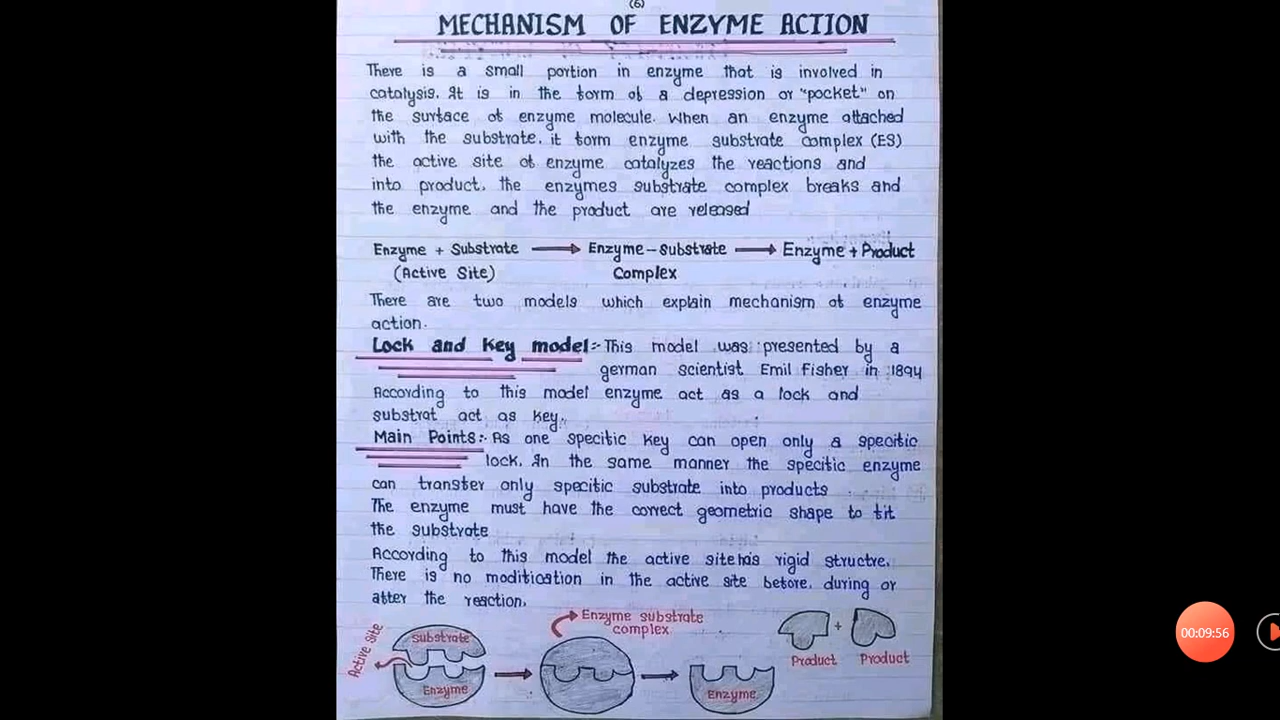 (6)
MECHANISM OF ENZYME ACTION
There is a small portion in enzyme that is involved in
catalysis. It is in the form of a depression or "pocket" on
the surface of enzyme molecule. When an enzyme attached
with the substrate. it form enzyme substrate complex (ES)
the active site of enzyme catalyzes the reactions and
into product. the enzymes substrate complex breaks and
the enzyme and the product are released
Enzyme + Substrate → Enzyme - Substrate → Enzyme + Product
(Active Site) Complex
There are two models which explain mechanism of enzyme
action.
Lock and Key model:- This model was presented by a
german scientist Emil Fisher in 1894
According to this model enzyme act as a lock and
substrat act as key.
Main Points:- As one specific key can open only a specific
lock. In the same manner the specific enzyme
can transfer only specific substrate into products
The enzyme must have the correct geometric shape to fit
the substrate
According to this model the active site has rigid structre.
There is no modification in the active site before, during or
after the reaction.
Active site
Substrate
Enzyme
Enzyme substrate
complex
Enzyme
+
Product Product
00:09:56